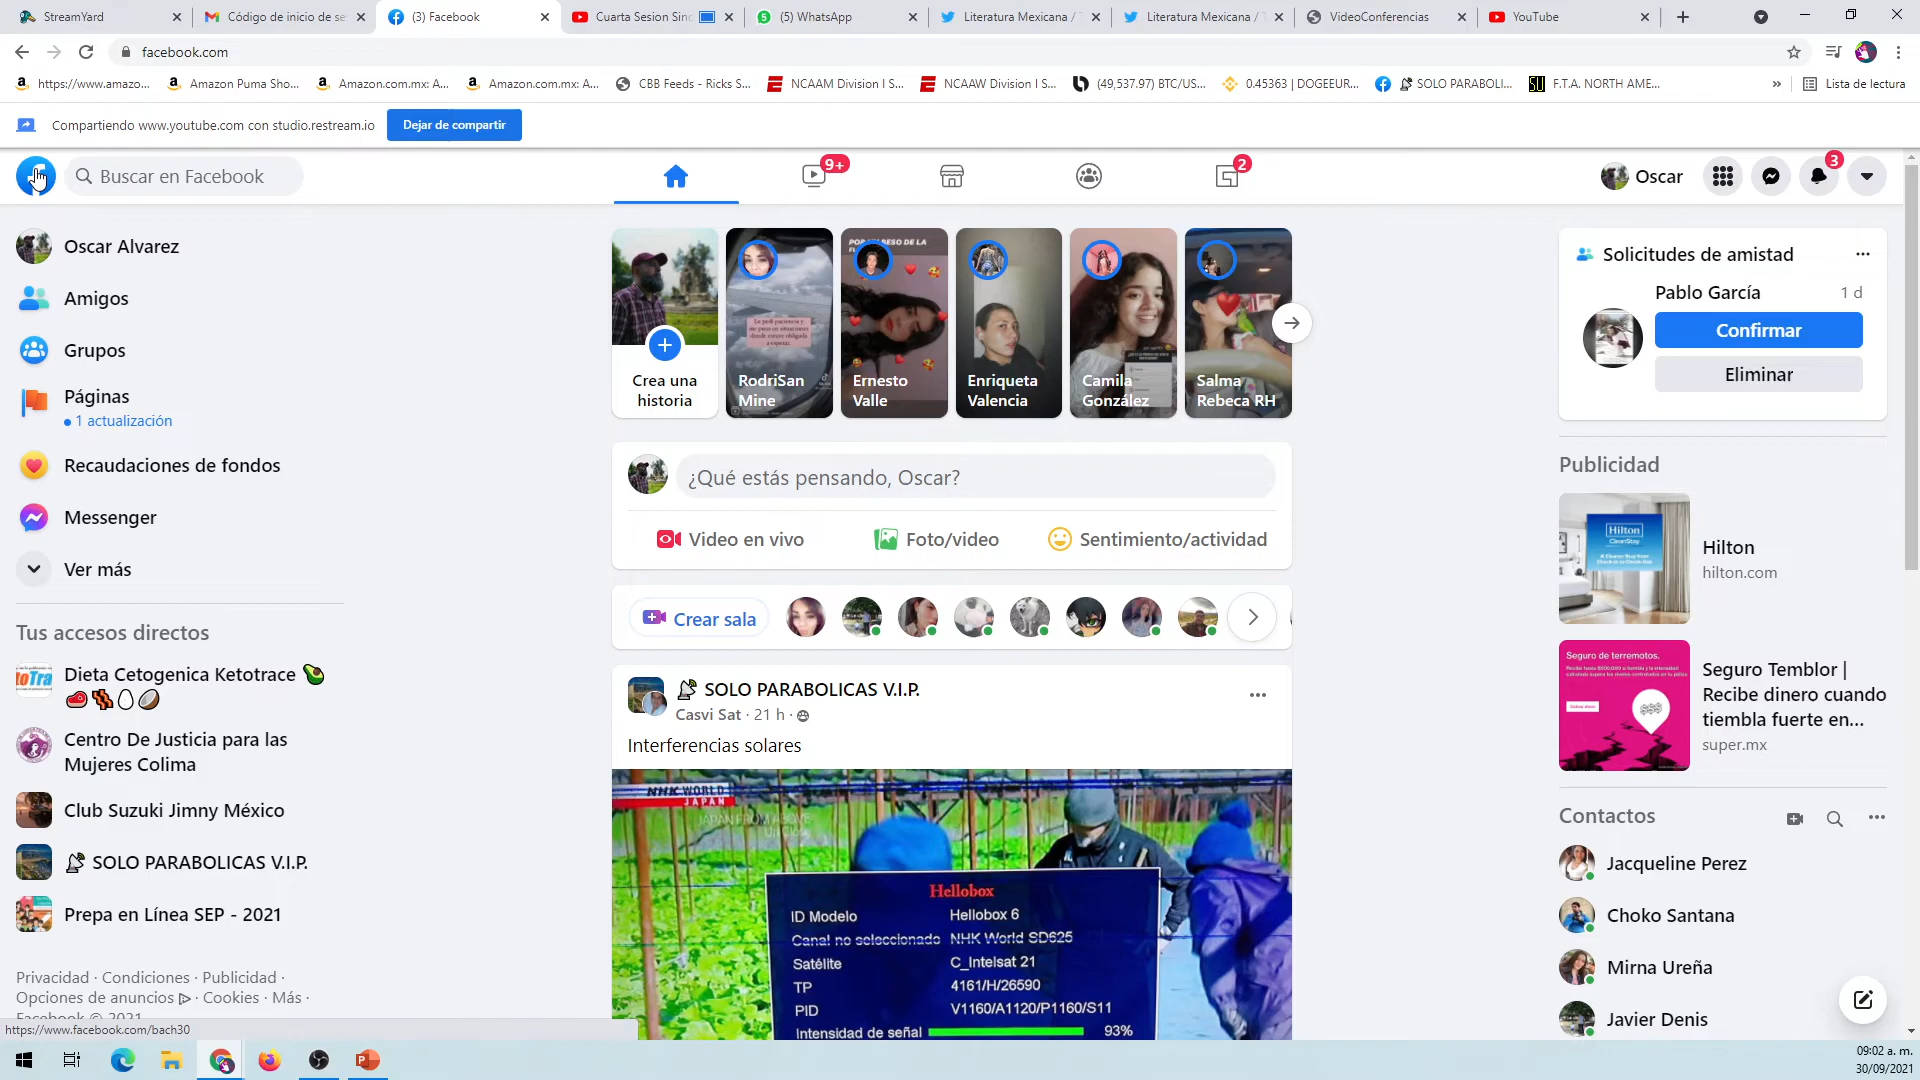 StreamYard
Código de inicio de se
(3) Facebook
Cuarta Sesion Sinc
(5) WhatsApp
Literatura Mexicana / T
Literatura Mexicana / T
VideoConferencias
YouTube
facebook.com
https://www.amazo...
Amazon Puma Sho...
Amazon.com.mx: A...
Amazon.com.mx: A...
CBB Feeds - Ricks S...
NCAAM Division I S...
NCAAW Division I S...
(49,537.97) BTC/US...
0.45363 | DOGEEUR...
SOLO PARABOLI...
F.T.A. NORTH AME...
»
Lista de lectura
Compartiendo www.youtube.com con studio.restream.io
Dejar de compartir
Buscar en Facebook
9+
2
Oscar
3
Oscar Alvarez
Amigos
Grupos
Páginas
1 actualización
Recaudaciones de fondos
Messenger
Ver más
Tus accesos directos
Dieta Cetogenica Ketotrace 🥑
🥩🥓🥚🥥
Centro De Justicia para las
Mujeres Colima
Club Suzuki Jimny México
📡 SOLO PARABOLICAS V.I.P.
Prepa en Línea SEP - 2021
Privacidad · Condiciones · Publicidad ·
Opciones de anuncios · Cookies · Más ·
Facebook © 2021
https://www.facebook.com/bach30
Crea una
historia
RodriSan
Mine
Ernesto
Valle
Enriqueta
Valencia
Camila
González
Salma
Rebeca RH
¿Qué estás pensando, Oscar?
Video en vivo
Foto/video
Sentimiento/actividad
Crear sala
📡 SOLO PARABOLICAS V.I.P.
Casvi Sat · 21 h ·
Interferencias solares
NHK WORLD
JAPAN
JAPAN FROM ABOVE
Hellobox
ID Modelo Hellobox 6
Canal no seleccionado NHK World SD625
Satélite C_Intelsat 21
TP 4161/H/26590
PID V1160/A1120/P1160/S11
Intensidad de señal 93%
Solicitudes de amistad
Pablo García 1 d
Confirmar
Eliminar
Publicidad
Hilton
CleanStay
Hilton
hilton.com
Seguro de terremotos.
$$$
Seguro Temblor |
Recibe dinero cuando
tiembla fuerte en...
super.mx
Contactos
Jacqueline Perez
Choko Santana
Mirna Ureña
Javier Denis
09:02 a. m.
30/09/2021